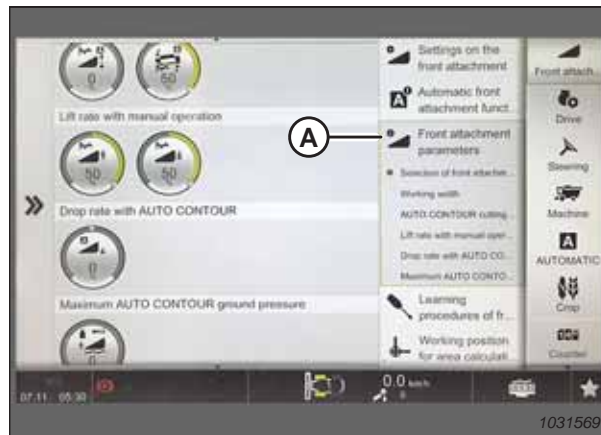 0
50
Lift rate with manual operation
50
50
Drop rate with AUTO CONTOUR
0
Maximum AUTO CONTOUR ground pressure
0
07.11. 05:30
0.0 km/h
Settings on the
front attachment
Automatic front
attachment funct...
A
Front attachment
parameters
Selection of front attachm...
Working width
AUTO CONTOUR cutting...
Lift rate with manual oper...
Drop rate with AUTO CO...
Maximum AUTO CONTO...
Learning
procedures of fr...
Working position
for area calculati...
Front attach...
Drive
Steering
Machine
A
AUTOMATIC
Crop
Counter
1031569